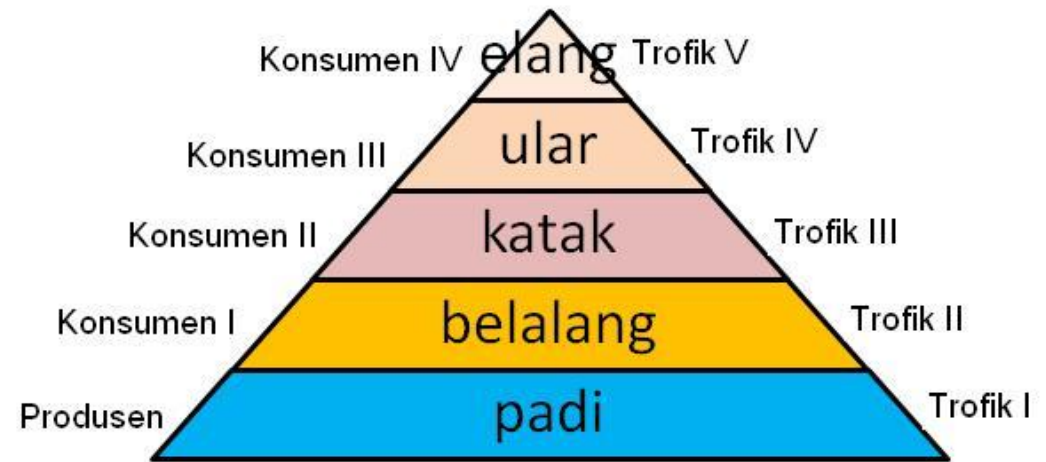 Konsumen IV elang Trofik V
Konsumen III ular Trofik IV
Konsumen II katak Trofik III
Konsumen I belalang Trofik II
Produsen padi Trofik I